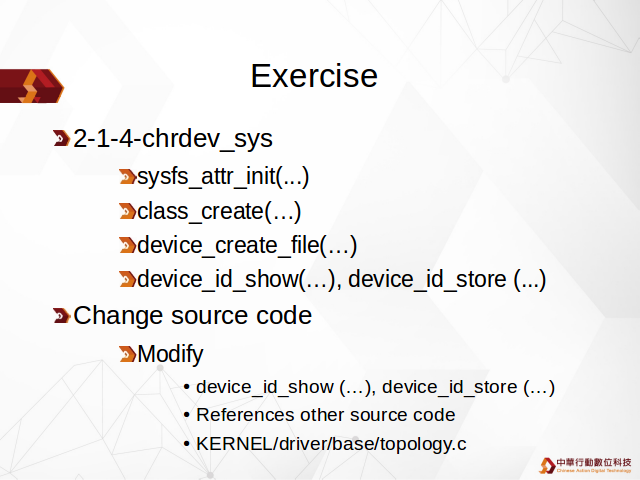 Exercise
2-1-4-chrdev_sys
sysfs_attr_init(...)
class_create(…)
device_create_file(…)
device_id_show(…), device_id_store (...)
Change source code
Modify
• device_id_show (…), device_id_store (…)
• References other source code
• KERNEL/driver/base/topology.c
中華行動數位科技
Chinese Action Digital Technology